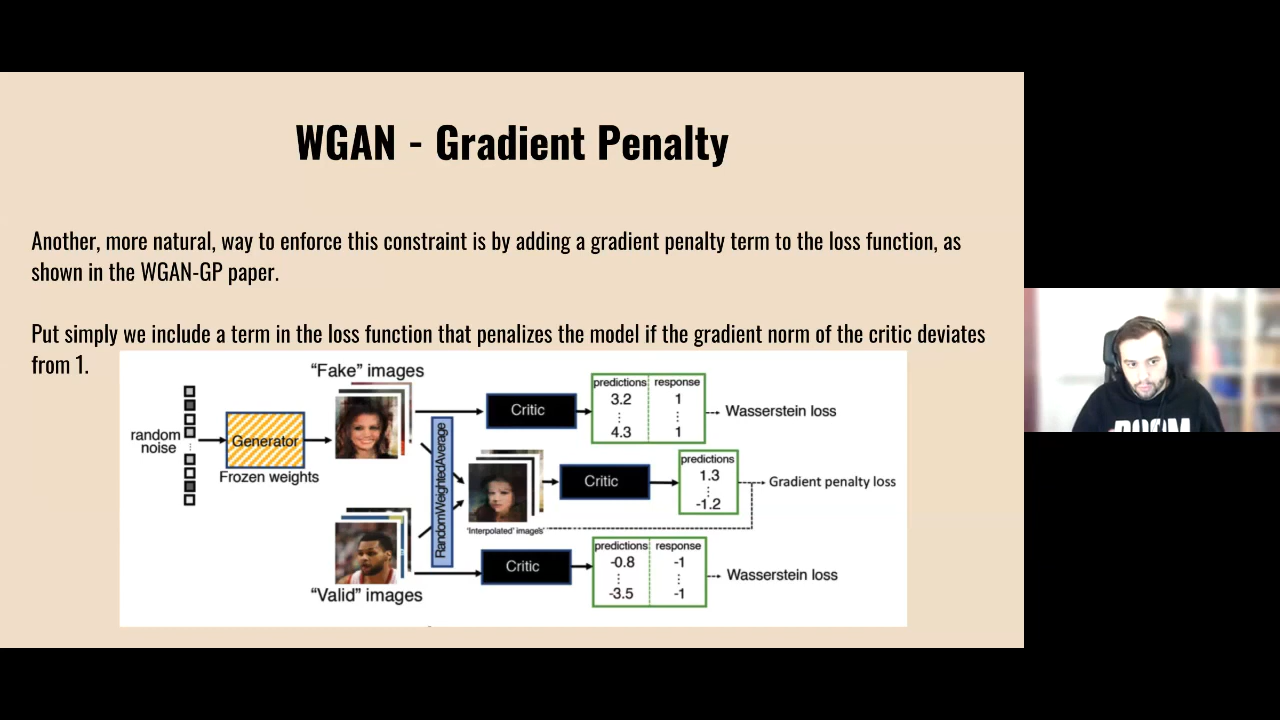 WGAN - Gradient Penalty
Another, more natural, way to enforce this constraint is by adding a gradient penalty term to the loss function, as
shown in the WGAN-GP paper.
Put simply we include a term in the loss function that penalizes the model if the gradient norm of the critic deviates
from 1.
“Fake” images
random
noise
Generator
Frozen weights
RandomWeightedAverage
Critic
predictions response
3.2 1
4.3 1
Wasserstein loss
'Interpolated' images
Critic
predictions
1.3
-1.2
Gradient penalty loss
“Valid” images
Critic
predictions response
-0.8 -1
-3.5 -1
Wasserstein loss